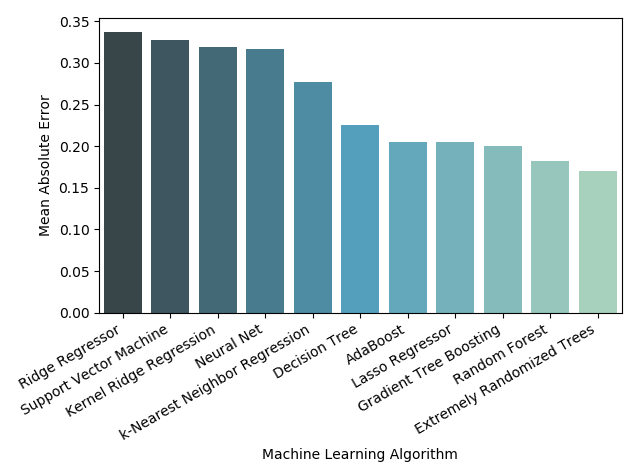 0.35
0.30
0.25
0.20
0.15
0.10
0.05
0.00
Mean Absolute Error
Ridge Regressor
Support Vector Machine
Kernel Ridge Regression
Neural Net
k-Nearest Neighbor Regression
Decision Tree
AdaBoost
Lasso Regressor
Gradient Tree Boosting
Random Forest
Extremely Randomized Trees
Machine Learning Algorithm